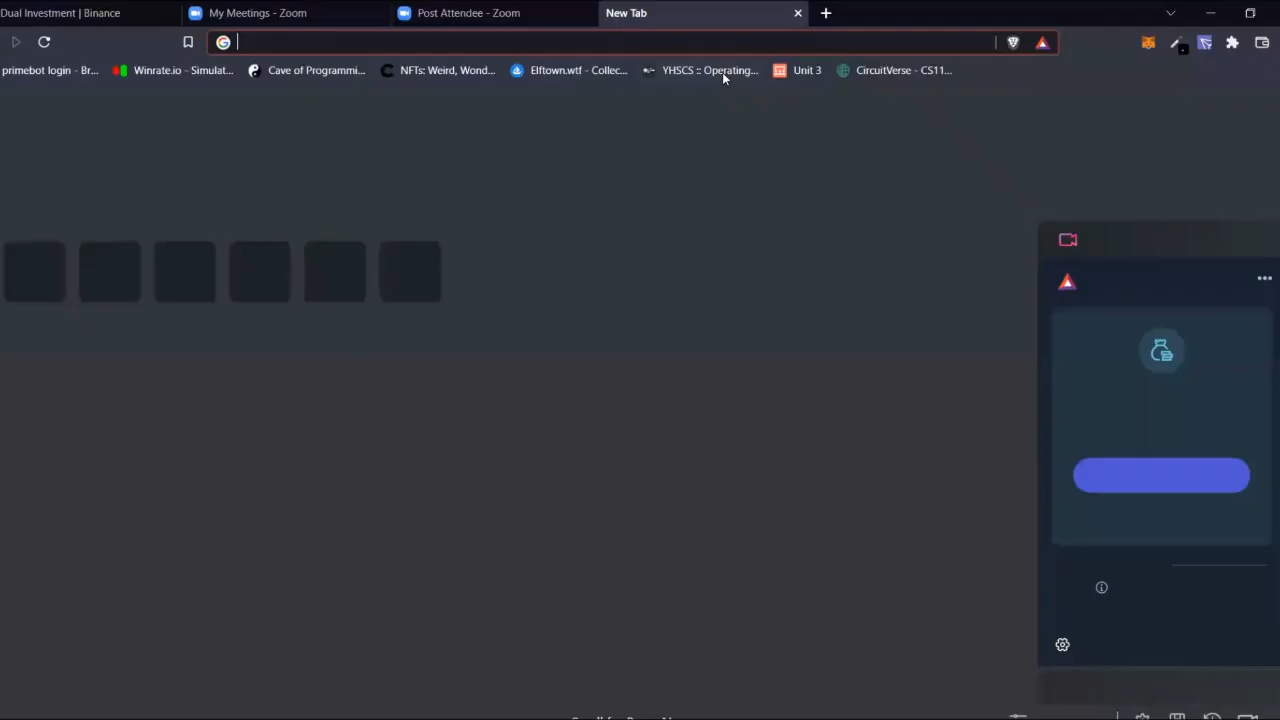 Dual Investment | Binance
My Meetings - Zoom
Post Attendee - Zoom
New Tab
primebot login - Br...
Winrate.io - Simulat...
Cave of Programmi...
NFTs: Weird, Wond...
Elftown.wtf - Collec...
YHSCS :: Operating...
Unit 3
CircuitVerse - CS11...